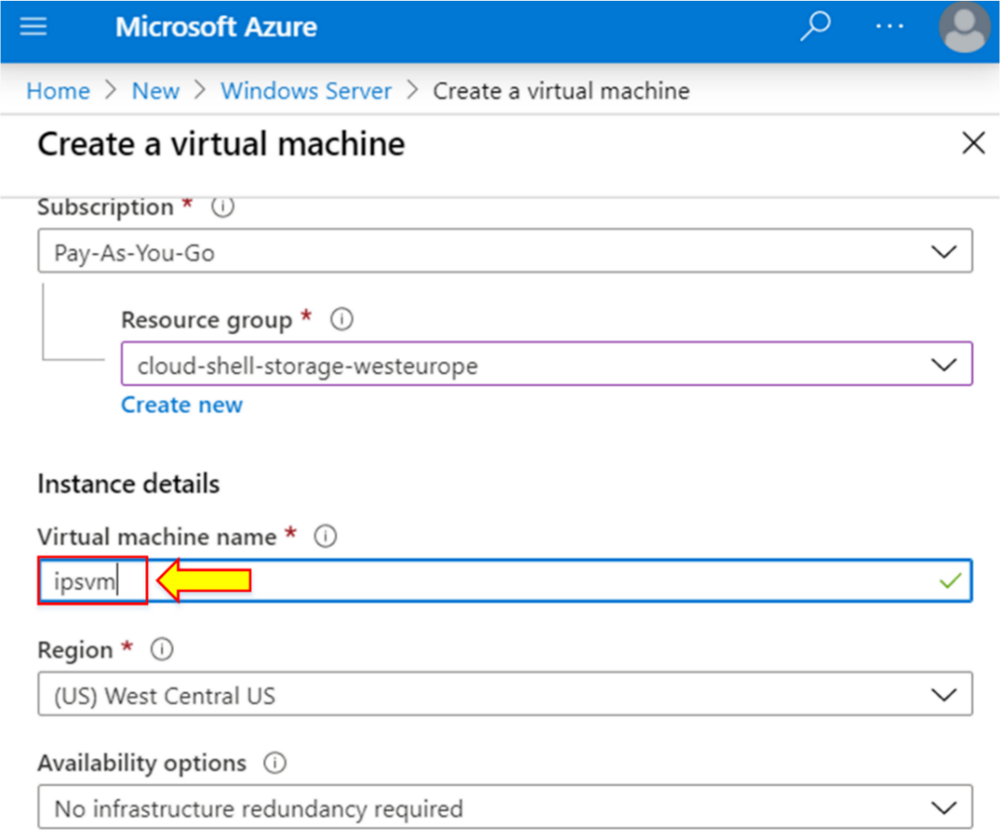 Microsoft Azure
Home > New > Windows Server > Create a virtual machine
Create a virtual machine
Subscription *
Pay-As-You-Go
Resource group *
cloud-shell-storage-westeurope
Create new
Instance details
Virtual machine name *
ipsvm
Region *
(US) West Central US
Availability options
No infrastructure redundancy required